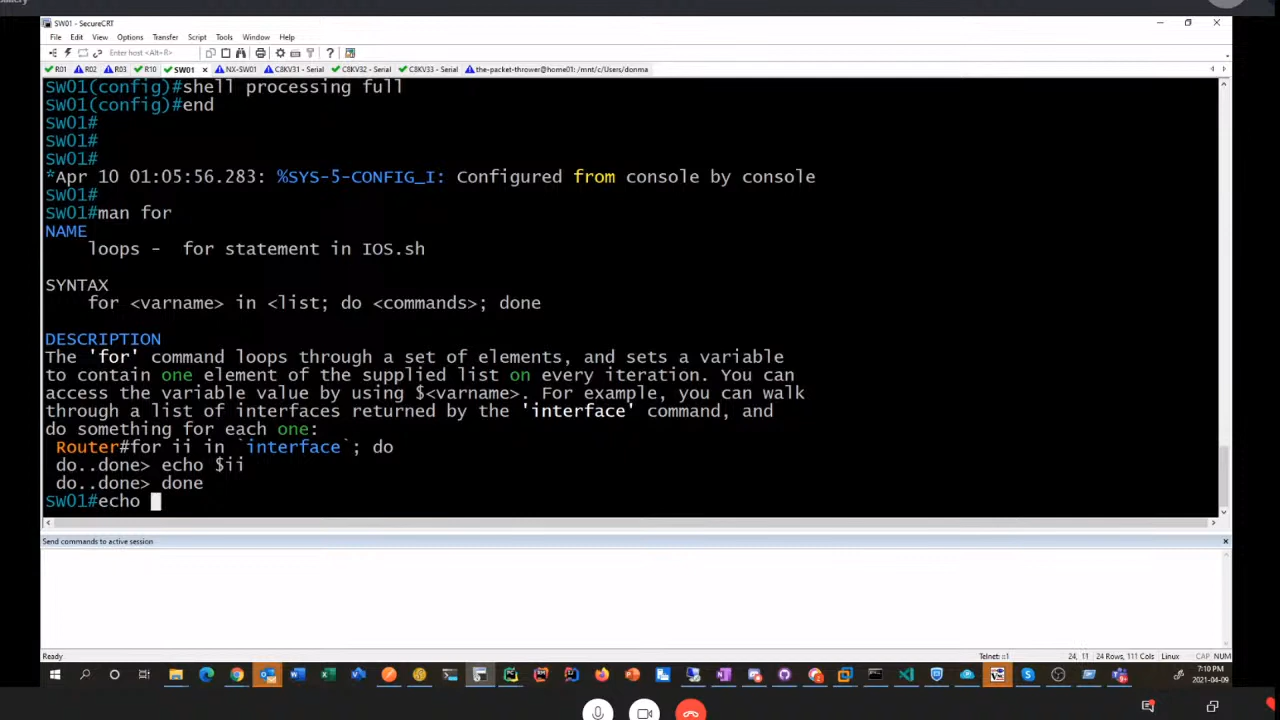 SW01 - SecureCRT
File Edit View Options Transfer Script Tools Window Help
Enter host <Alt+R>
R01 R02 R03 R10 SW01 NX-SW01 C8KV31 - Serial C8KV32 - Serial C8KV33 - Serial the-packet-thrower@home01: /mnt/c/Users/donma
SW01(config)#shell processing full
SW01(config)#end
SW01#
SW01#
SW01#
*Apr 10 01:05:56.283: %SYS-5-CONFIG_I: Configured from console by console
SW01#
SW01#man for
NAME
loops - for statement in IOS.sh
SYNTAX
for <varname> in <list; do <commands>; done
DESCRIPTION
The 'for' command loops through a set of elements, and sets a variable
to contain one element of the supplied list on every iteration. You can
access the variable value by using $<varname>. For example, you can walk
through a list of interfaces returned by the 'interface' command, and
do something for each one:
Router#for ii in `interface`; do
do..done> echo $ii
do..done> done
SW01#echo
Send commands to active session
Ready Telnet: ::1 24, 11 24 Rows, 111 Cols Linux CAP NUM
7:10 PM
2021-04-09